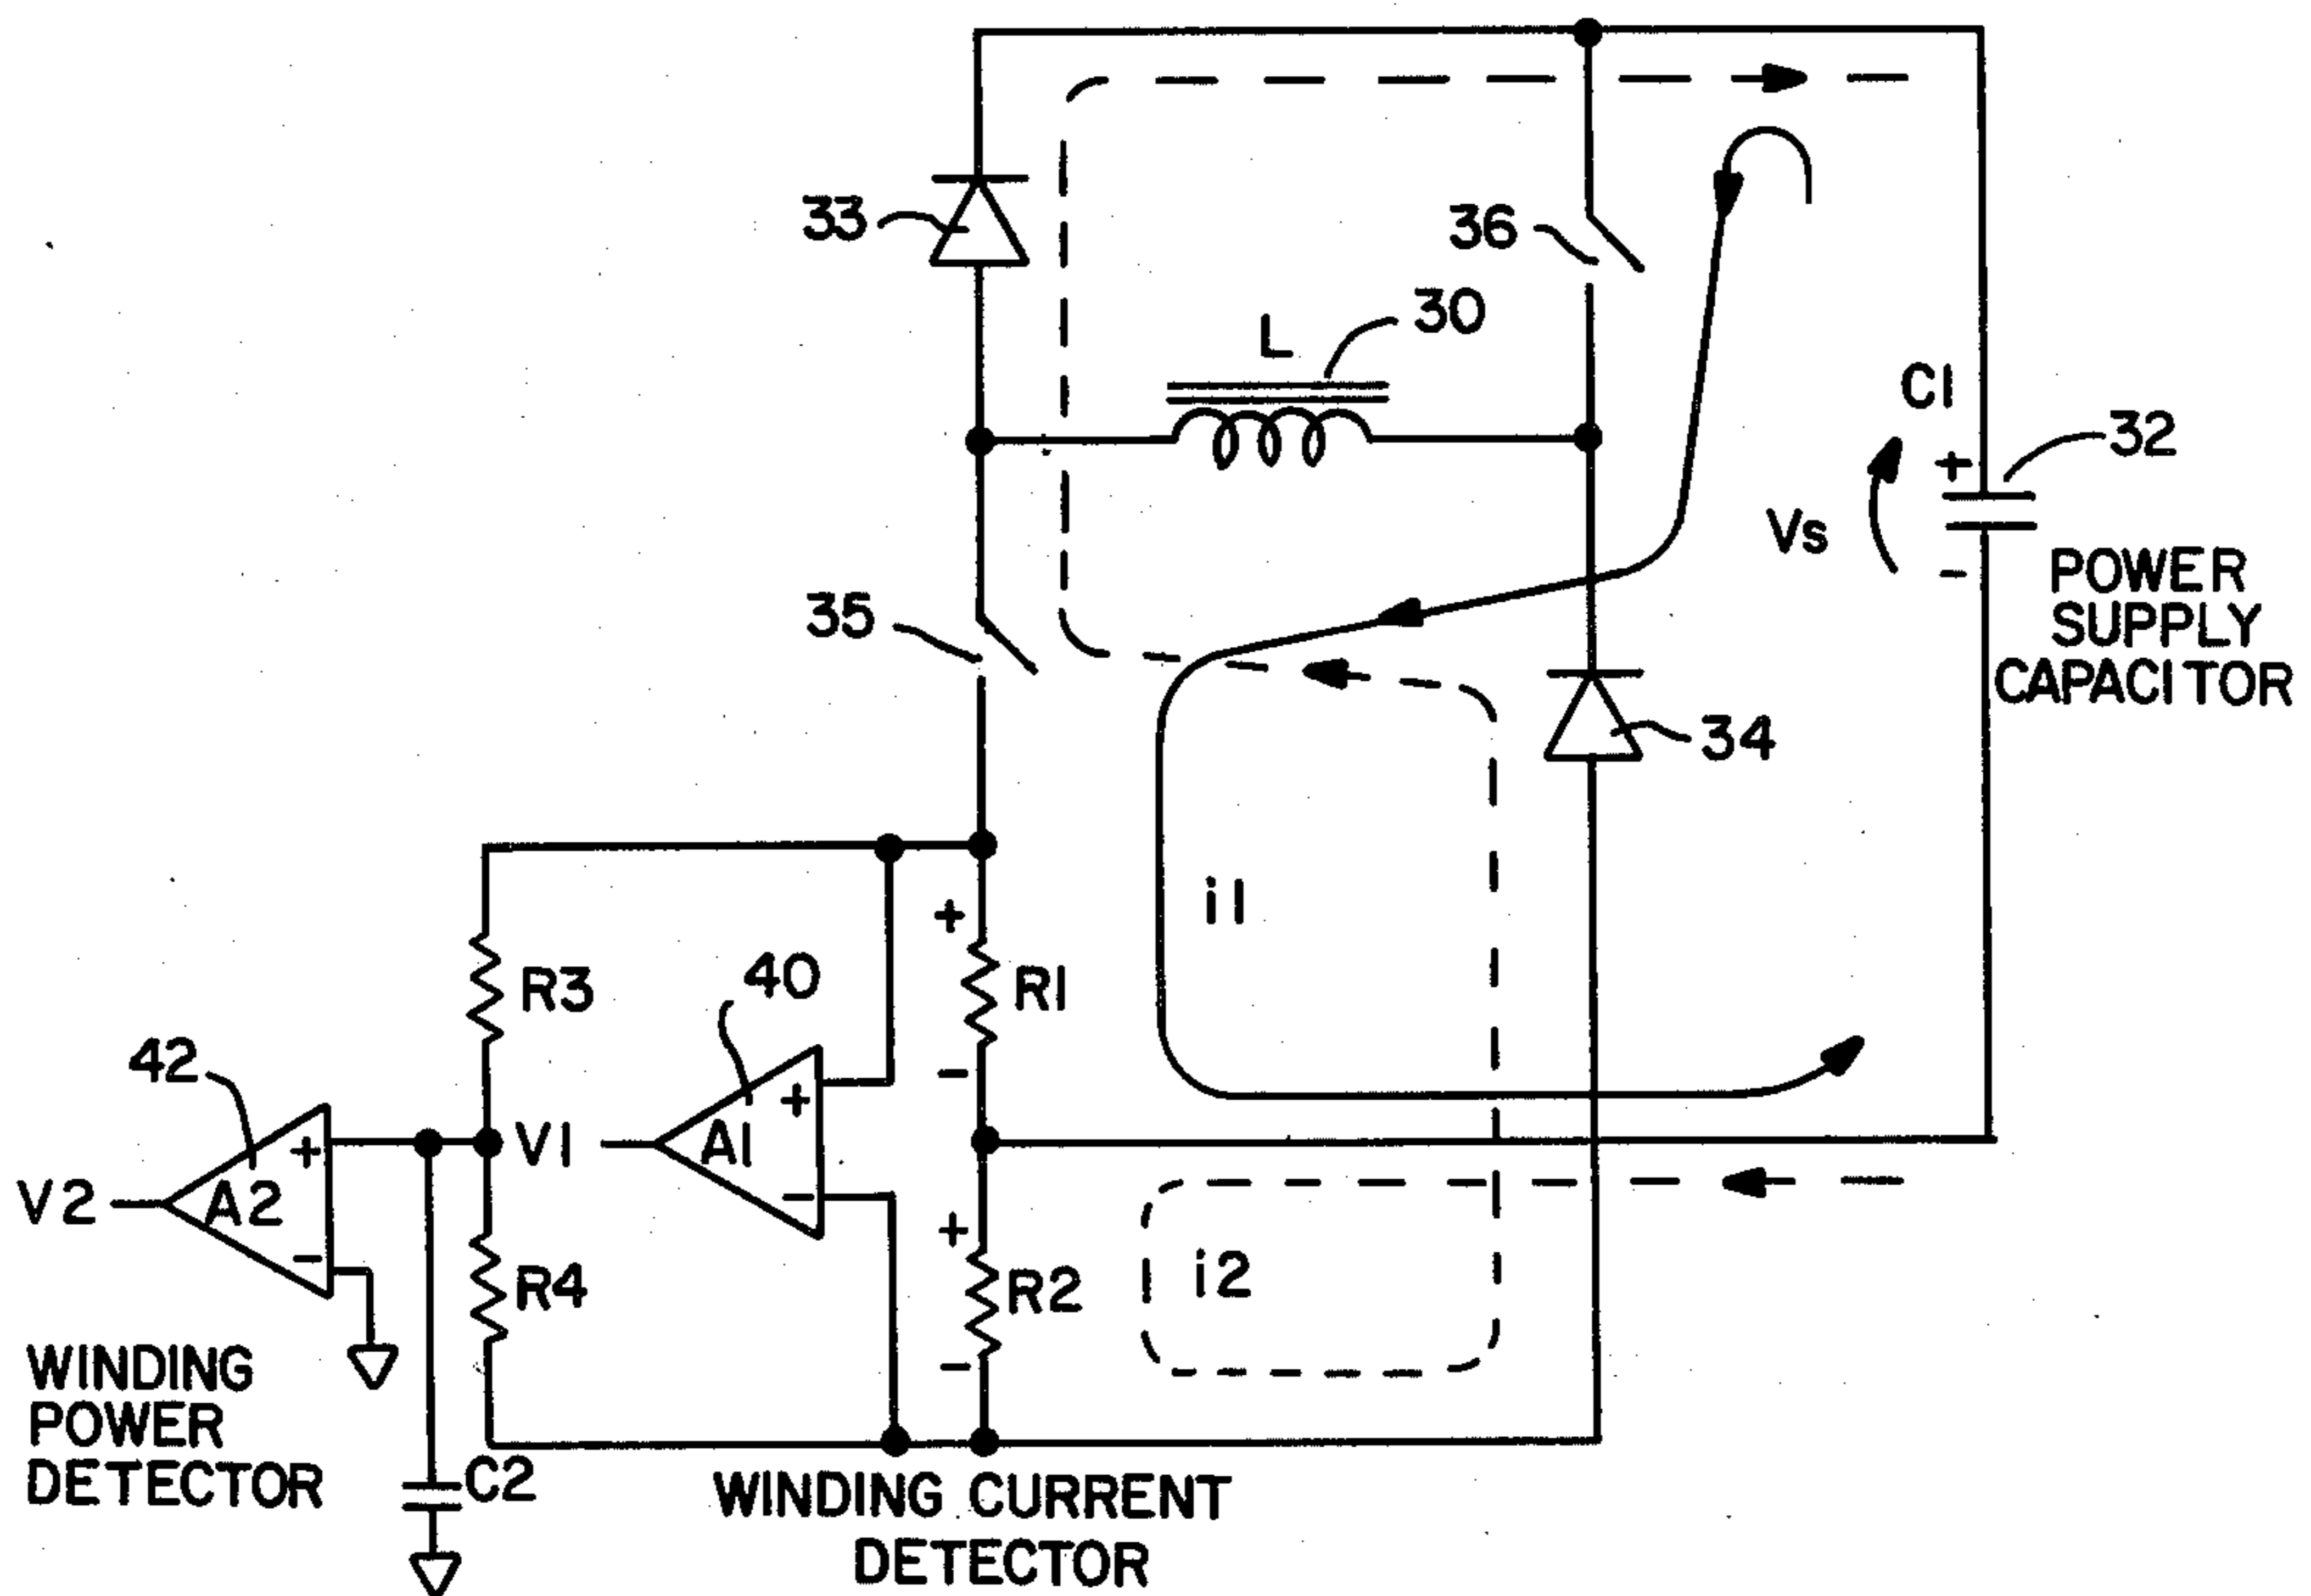 33
36
L
30
C1
+
32
Vs
-
POWER
SUPPLY
CAPACITOR
35
34
+
i1
R3
40
R1
42
-
+
A1
-
V1
+
A2
-
V2
+
R4
R2
i2
-
WINDING
POWER
DETECTOR
C2
WINDING CURRENT
DETECTOR